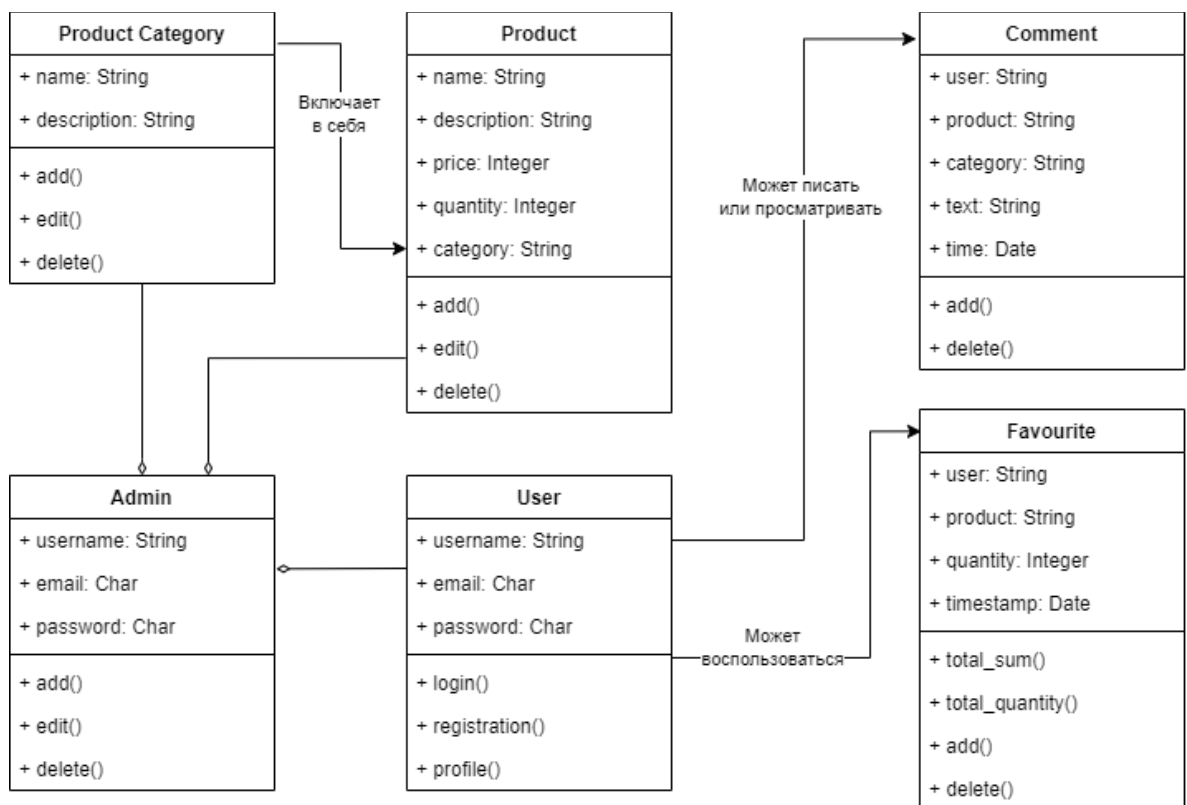 Product Category
+ name: String
+ description: String
+ add()
+ edit()
+ delete()
Включает
в себя
Product
+ name: String
+ description: String
+ price: Integer
+ quantity: Integer
+ category: String
+ add()
+ edit()
+ delete()
Может писать
или просматривать
Comment
+ user: String
+ product: String
+ category: String
+ text: String
+ time: Date
+ add()
+ delete()
Admin
+ username: String
+ email: Char
+ password: Char
+ add()
+ edit()
+ delete()
User
+ username: String
+ email: Char
+ password: Char
+ login()
+ registration()
+ profile()
Может
воспользоваться
Favourite
+ user: String
+ product: String
+ quantity: Integer
+ timestamp: Date
+ total_sum()
+ total_quantity()
+ add()
+ delete()